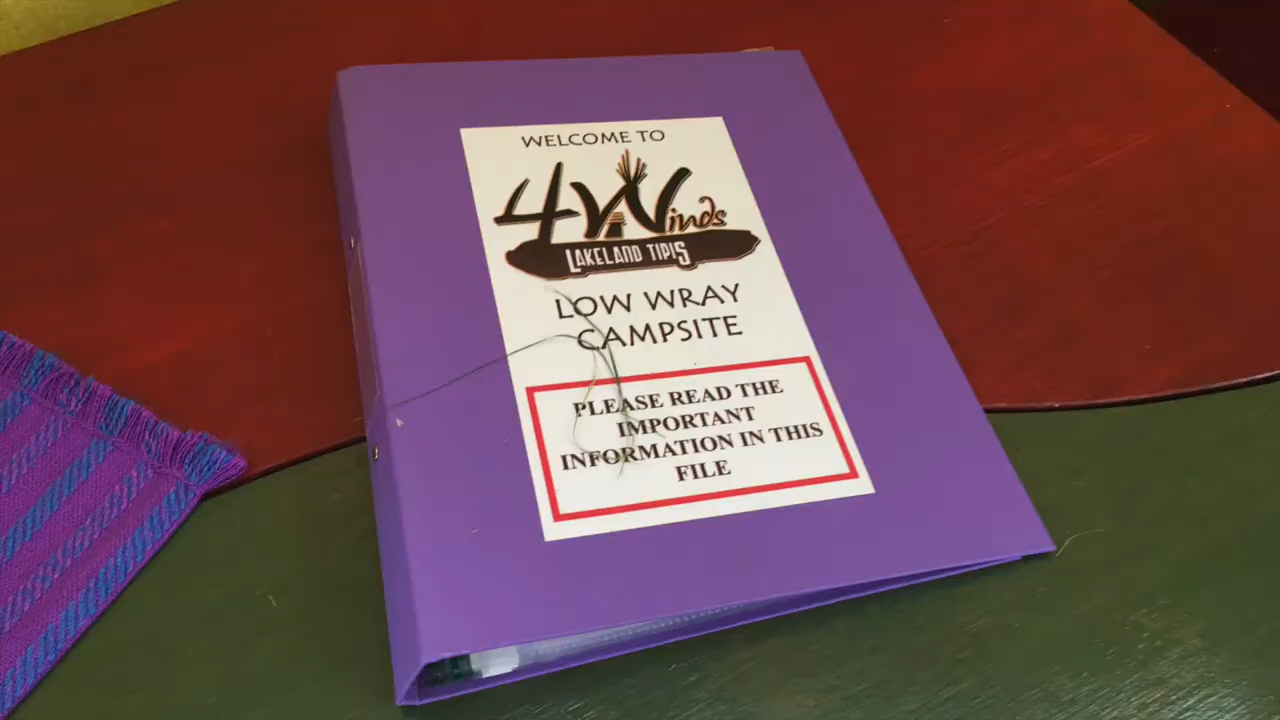 WELCOME TO
4Winds
LAKELAND TIPIS
LOW WRAY
CAMPSITE
PLEASE READ THE
IMPORTANT
INFORMATION IN THIS
FILE